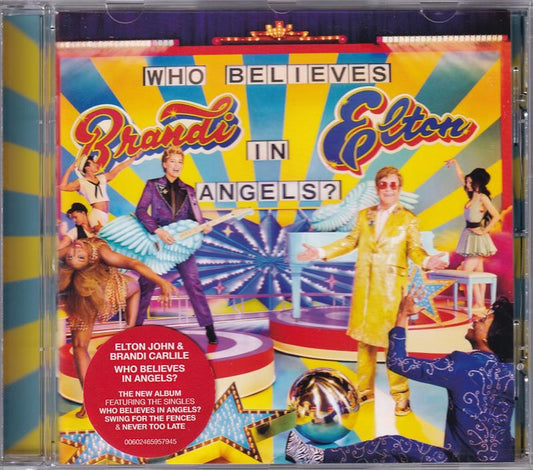 WHO BELIEVES
Brandi
Elton
IN
ANGELS?
ELTON JOHN &
BRANDI CARLILE
WHO BELIEVES
IN ANGELS?
THE NEW ALBUM
FEATURING THE SINGLES
WHO BELIEVES IN ANGELS?
SWING FOR THE FENCES
& NEVER TOO LATE
00602465957945